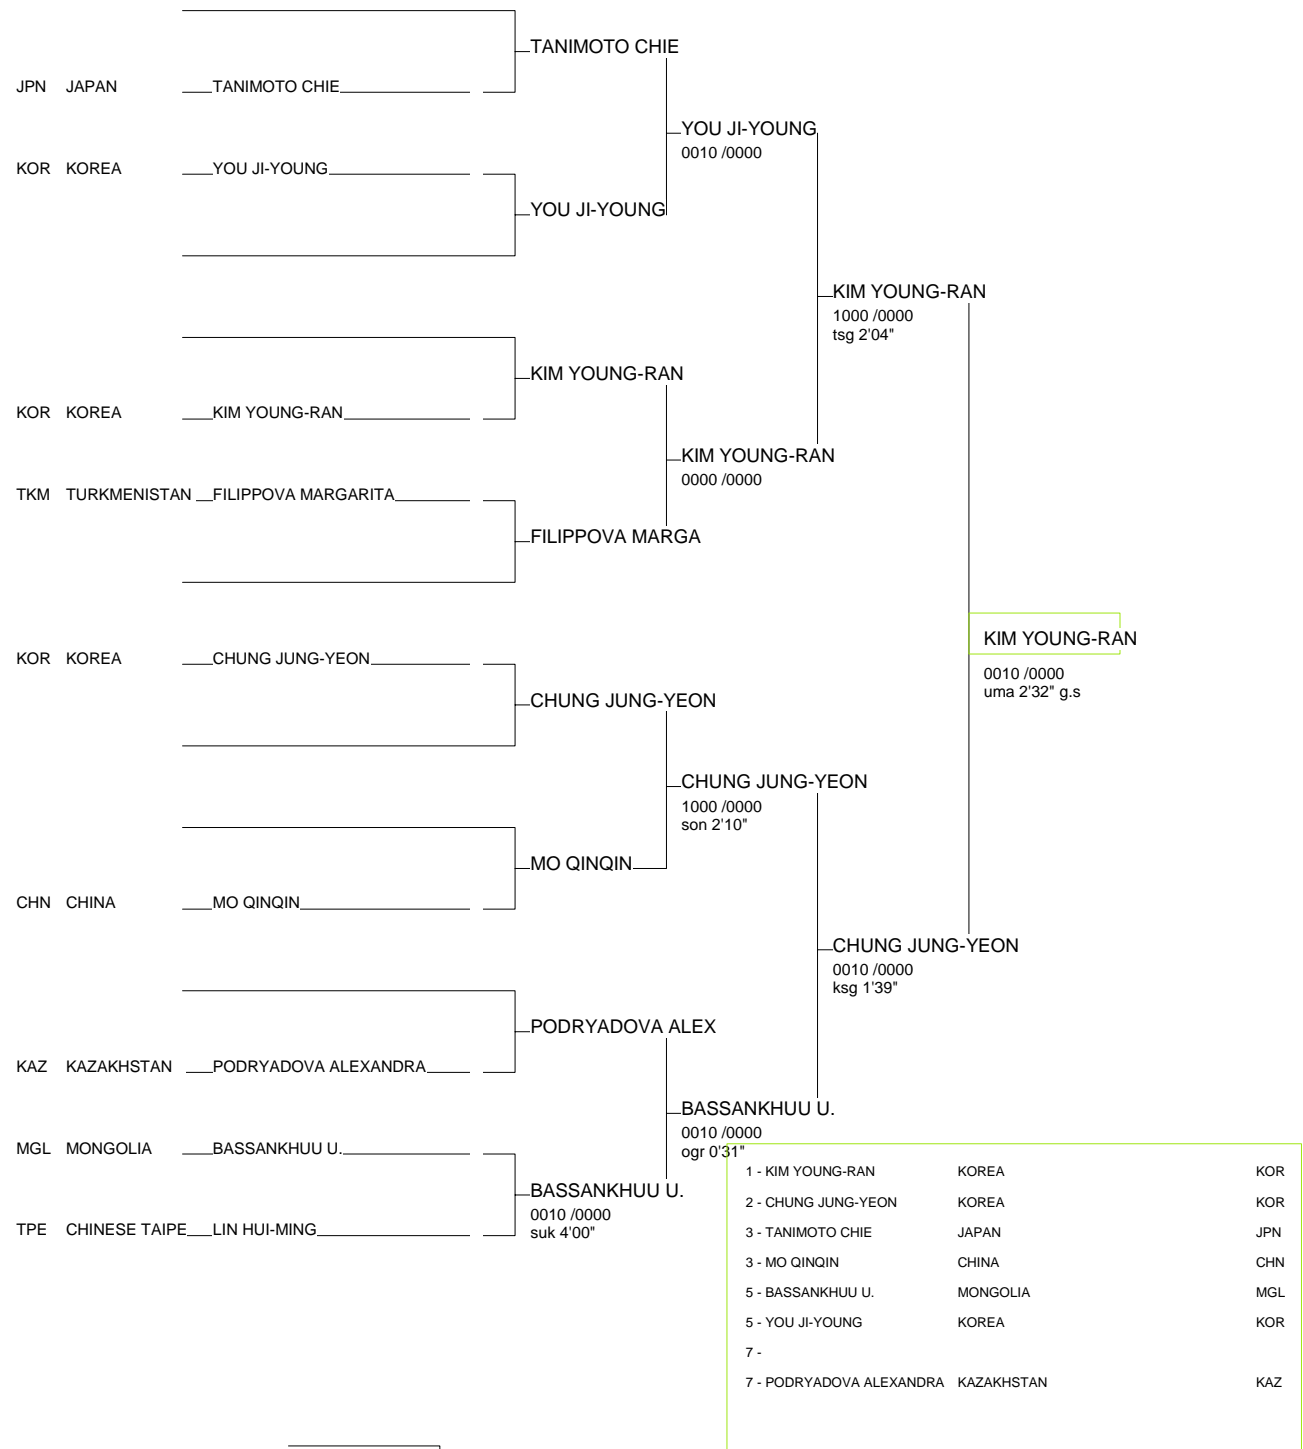 TANIMOTO CHIE
JPN JAPAN TANIMOTO CHIE
YOU JI-YOUNG
0010 /0000
KOR KOREA YOU JI-YOUNG
YOU JI-YOUNG
KIM YOUNG-RAN
1000 /0000
tsg 2'04"
KIM YOUNG-RAN
KOR KOREA KIM YOUNG-RAN
KIM YOUNG-RAN
0000 /0000
TKM TURKMENISTAN FILIPPOVA MARGARITA
FILIPPOVA MARGA
KIM YOUNG-RAN
0010 /0000
uma 2'32" g.s
KOR KOREA CHUNG JUNG-YEON
CHUNG JUNG-YEON
CHUNG JUNG-YEON
1000 /0000
son 2'10"
MO QINQIN
CHN CHINA MO QINQIN
CHUNG JUNG-YEON
0010 /0000
ksg 1'39"
PODRYADOVA ALEX
KAZ KAZAKHSTAN PODRYADOVA ALEXANDRA
BASSANKHUU U.
0010 /0000
ogr 0'31"
MGL MONGOLIA BASSANKHUU U.
BASSANKHUU U.
0010 /0000
suk 4'00"
TPE CHINESE TAIPE LIN HUI-MING
1 - KIM YOUNG-RAN KOREA KOR
2 - CHUNG JUNG-YEON KOREA KOR
3 - TANIMOTO CHIE JAPAN JPN
3 - MO QINQIN CHINA CHN
5 - BASSANKHUU U. MONGOLIA MGL
5 - YOU JI-YOUNG KOREA KOR
7 -
7 - PODRYADOVA ALEXANDRA KAZAKHSTAN KAZ